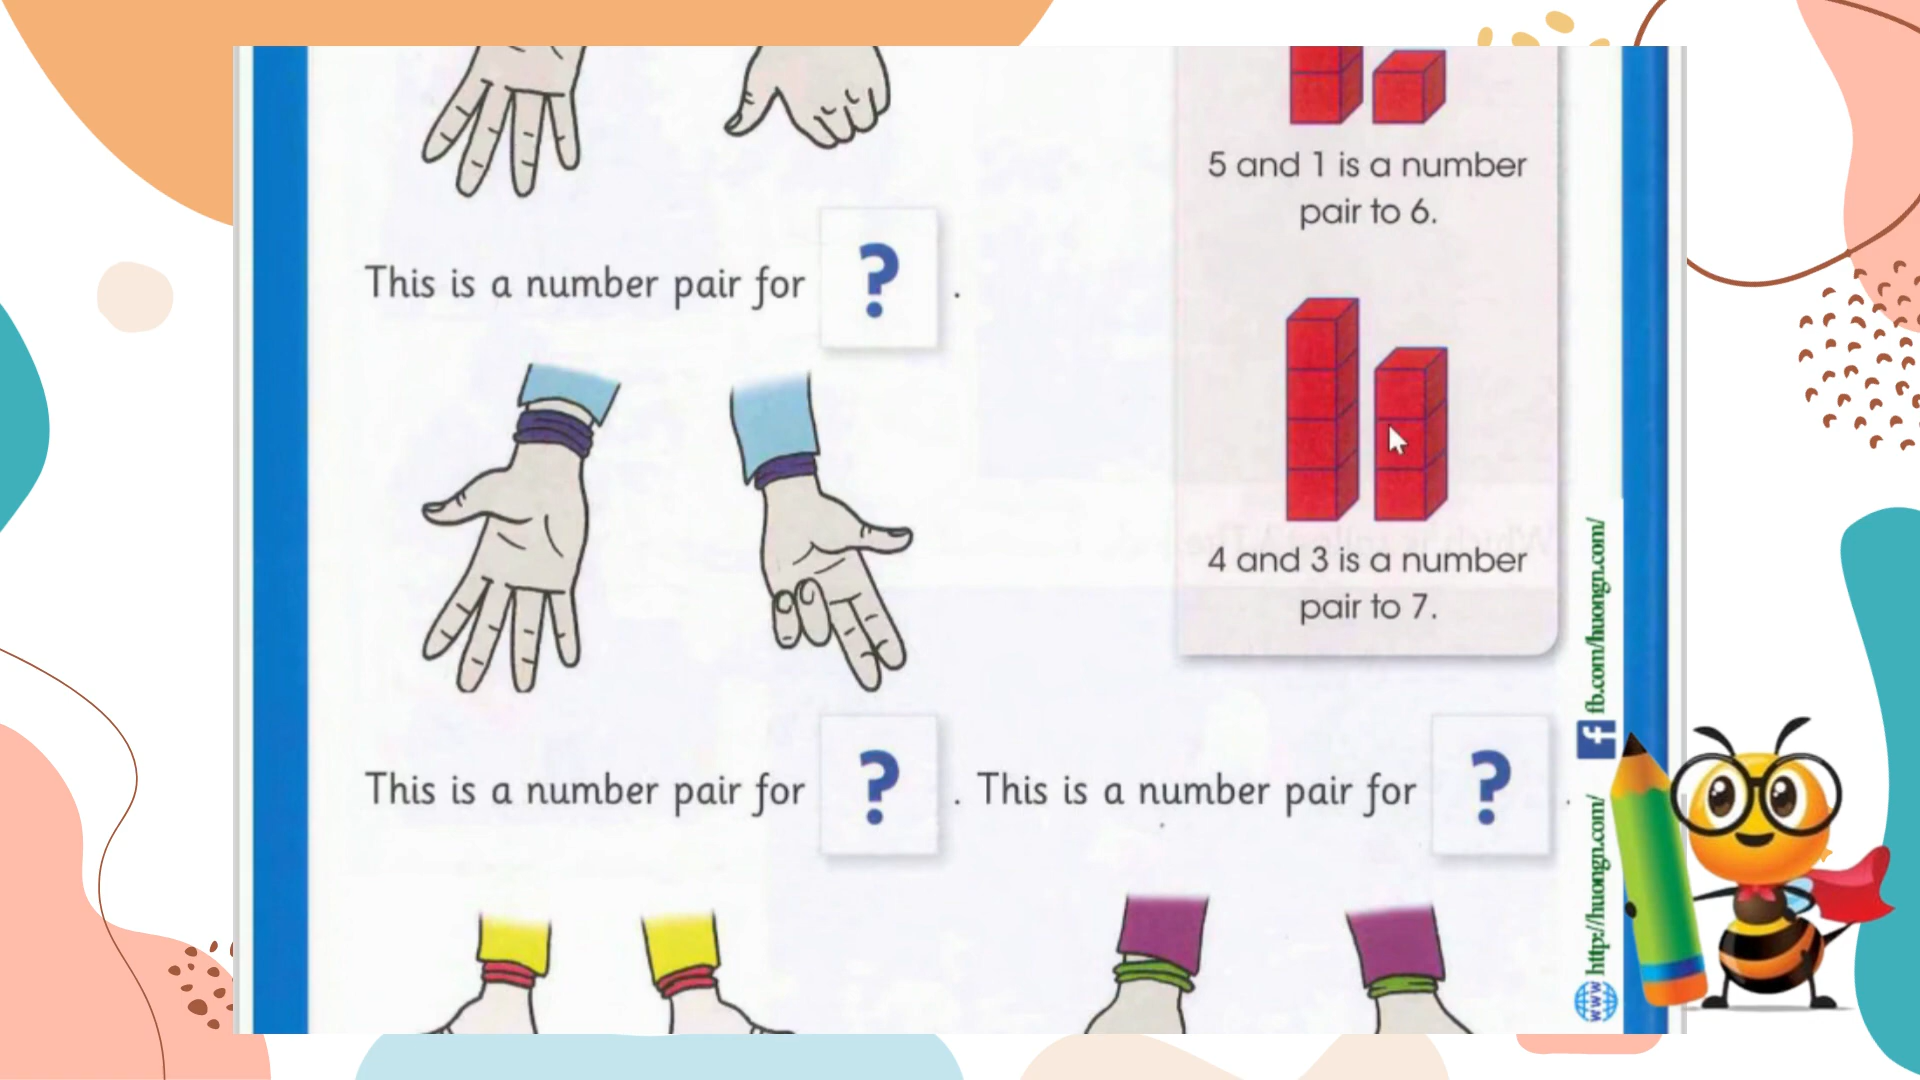 5 and 1 is a number
pair to 6.
This is a number pair for ? .
4 and 3 is a number
pair to 7.
This is a number pair for ? . This is a number pair for ? .
fb.com/huongn.com/
http://huongn.com/
www